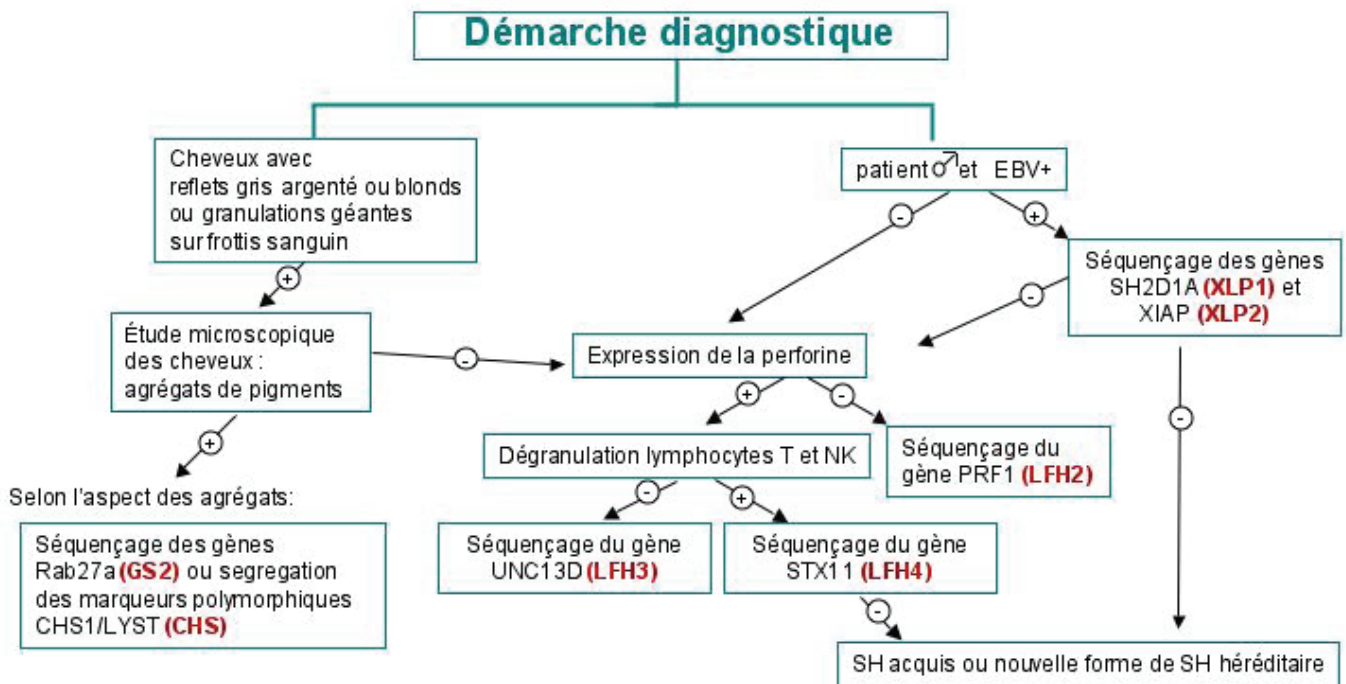 Démarche diagnostique
Cheveux avec
reflets gris argenté ou blonds
ou granulations géantes
sur frottis sanguin
patient ♂ et EBV+
-
+
+
Séquençage des gènes
SH2D1A (XLP1) et
XIAP (XLP2)
-
Étude microscopique
des cheveux :
agrégats de pigments
-
Expression de la perforine
+
-
-
+
Dégranulation lymphocytes T et NK
Séquençage du
gène PRF1 (LFH2)
Selon l'aspect des agrégats:
-
+
Séquençage des gènes
Rab27a (GS2) ou segregation
des marqueurs polymorphiques
CHS1/LYST (CHS)
Séquençage du gène
UNC13D (LFH3)
Séquençage du gène
STX11 (LFH4)
-
SH acquis ou nouvelle forme de SH héréditaire